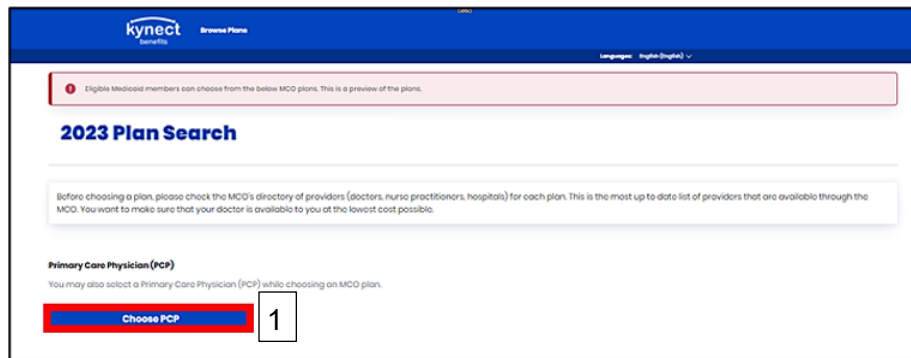 kynect
benefits
Browse Plans
Languages: English (English)
Eligible Medicaid members can choose from the below MCO plans. This is a preview of the plans.
2023 Plan Search
Before choosing a plan, please check the MCO's directory of providers (doctors, nurse practitioners, hospitals) for each plan. This is the most up to date list of providers that are available through the
MCO. You want to make sure that your doctor is available to you at the lowest cost possible.
Primary Care Physician (PCP)
You may also select a Primary Care Physician (PCP) while choosing an MCO plan.
Choose PCP
1